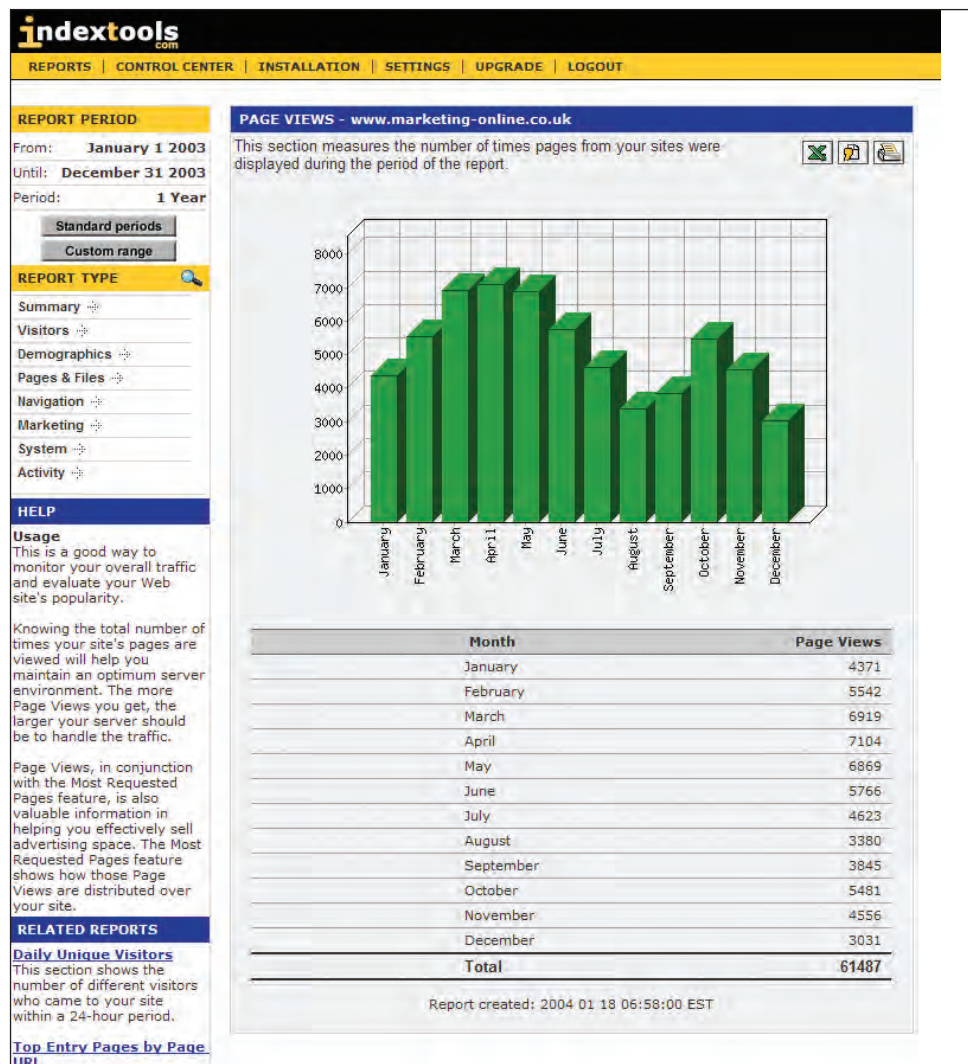 indextools
com
REPORTS | CONTROL CENTER | INSTALLATION | SETTINGS | UPGRADE | LOGOUT
REPORT PERIOD
From: January 1 2003
Until: December 31 2003
Period: 1 Year
Standard periods
Custom range
REPORT TYPE
Summary
Visitors
Demographics
Pages & Files
Navigation
Marketing
System
Activity
HELP
Usage
This is a good way to
monitor your overall traffic
and evaluate your Web
site's popularity.
Knowing the total number of
times your site's pages are
viewed will help you
maintain an optimum server
environment. The more
Page Views you get, the
larger your server should
be to handle the traffic.
Page Views, in conjunction
with the Most Requested
Pages feature, is also
valuable information in
helping you effectively sell
advertising space. The Most
Requested Pages feature
shows how those Page
Views are distributed over
your site.
RELATED REPORTS
Daily Unique Visitors
This section shows the
number of different visitors
who came to your site
within a 24-hour period.
Top Entry Pages by Page
URL
PAGE VIEWS - www.marketing-online.co.uk
This section measures the number of times pages from your sites were
displayed during the period of the report.
8000
7000
6000
5000
4000
3000
2000
1000
0
January
February
March
April
May
June
July
August
September
October
November
December
Month Page Views
January 4371
February 5542
March 6919
April 7104
May 6869
June 5766
July 4623
August 3380
September 3845
October 5481
November 4556
December 3031
Total 61487
Report created: 2004 01 18 06:58:00 EST